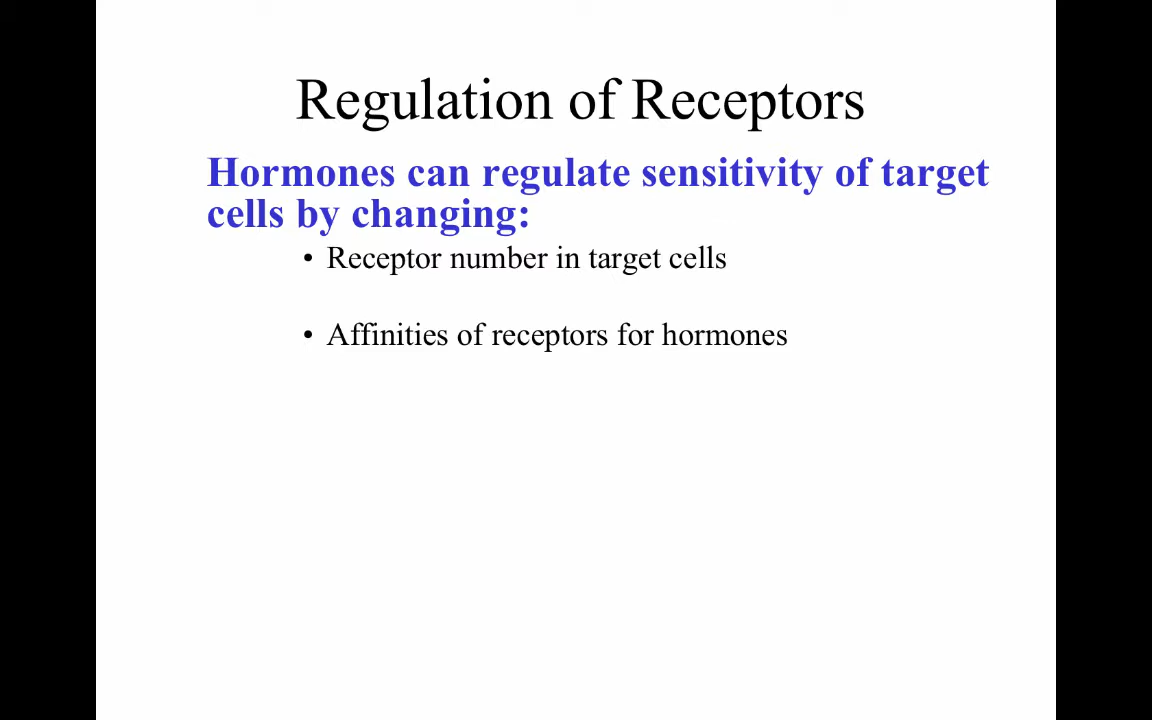 Regulation of Receptors
Hormones can regulate sensitivity of target
cells by changing:
• Receptor number in target cells
• Affinities of receptors for hormones